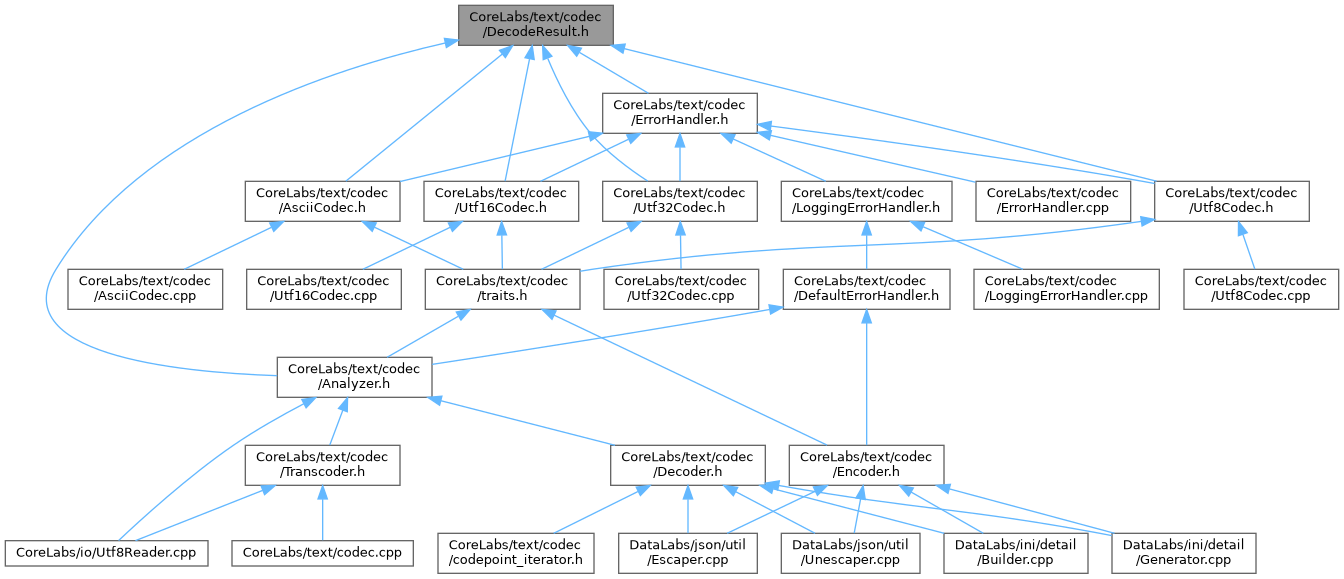 CoreLabs/text/codec
/DecodeResult.h
CoreLabs/text/codec
/ErrorHandler.h
CoreLabs/text/codec
/AsciiCodec.h
CoreLabs/text/codec
/Utf16Codec.h
CoreLabs/text/codec
/Utf32Codec.h
CoreLabs/text/codec
/LoggingErrorHandler.h
CoreLabs/text/codec
/ErrorHandler.cpp
CoreLabs/text/codec
/Utf8Codec.h
CoreLabs/text/codec
/AsciiCodec.cpp
CoreLabs/text/codec
/Utf16Codec.cpp
CoreLabs/text/codec
/traits.h
CoreLabs/text/codec
/Utf32Codec.cpp
CoreLabs/text/codec
/DefaultErrorHandler.h
CoreLabs/text/codec
/LoggingErrorHandler.cpp
CoreLabs/text/codec
/Utf8Codec.cpp
CoreLabs/text/codec
/Analyzer.h
CoreLabs/text/codec
/Transcoder.h
CoreLabs/text/codec
/Decoder.h
CoreLabs/text/codec
/Encoder.h
CoreLabs/io/Utf8Reader.cpp
CoreLabs/text/codec.cpp
CoreLabs/text/codec
/codepoint_iterator.h
DataLabs/json/util
/Escaper.cpp
DataLabs/json/util
/Unescaper.cpp
DataLabs/ini/detail
/Builder.cpp
DataLabs/ini/detail
/Generator.cpp